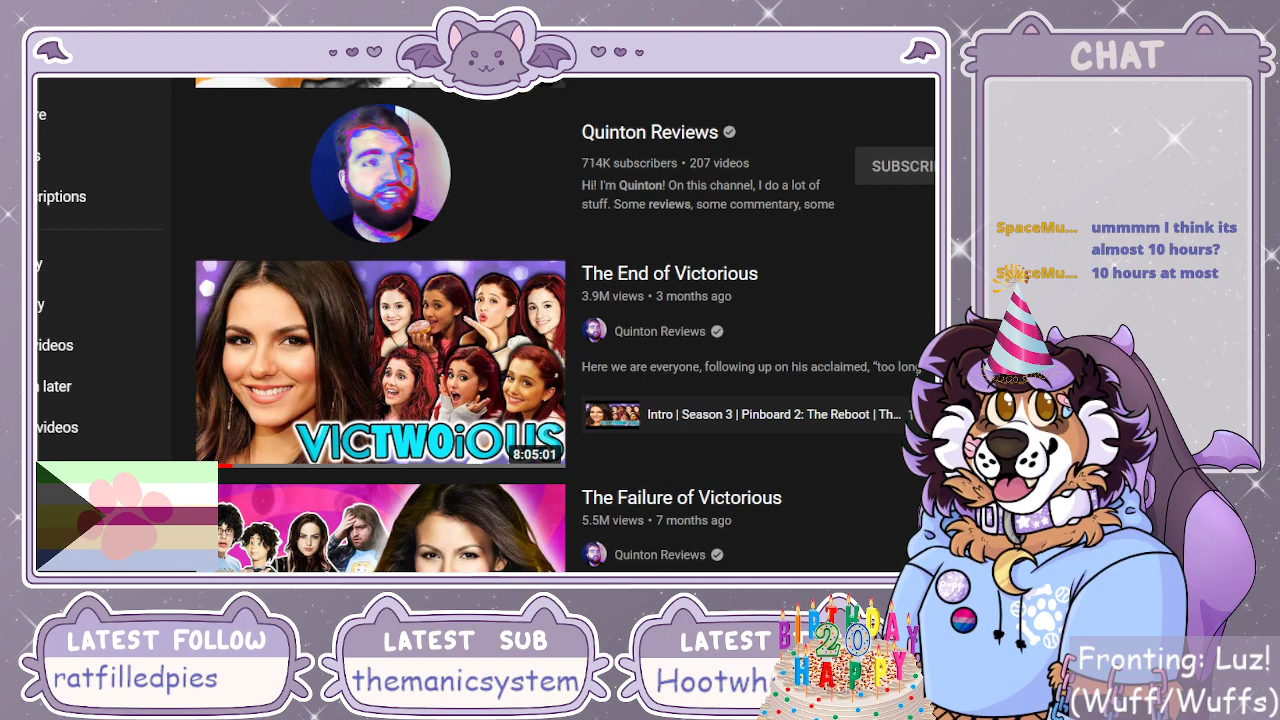 CHAT
re
s
criptions
y
y
videos
h later
videos
Quinton Reviews
714K subscribers • 207 videos
Hi! I'm Quinton! On this channel, I do a lot of
stuff. Some reviews, some commentary, some
SUBSCRI
The End of Victorious
3.9M views • 3 months ago
Quinton Reviews
Here we are everyone, following up on his acclaimed, “too long
Intro | Season 3 | Pinboard 2: The Reboot | Th...
VICTWOiOUS
8:05:01
The Failure of Victorious
5.5M views • 7 months ago
Quinton Reviews
SpaceMu... ummmm I think its
almost 10 hours?
SpaceMu... 10 hours at most
LATEST FOLLOW
ratfilledpies
LATEST SUB
themanicsystem
LATEST
Hootwh
BIRTHDAY
20
HAPPY
Fronting: Luz!
(Wuff/Wuffs)